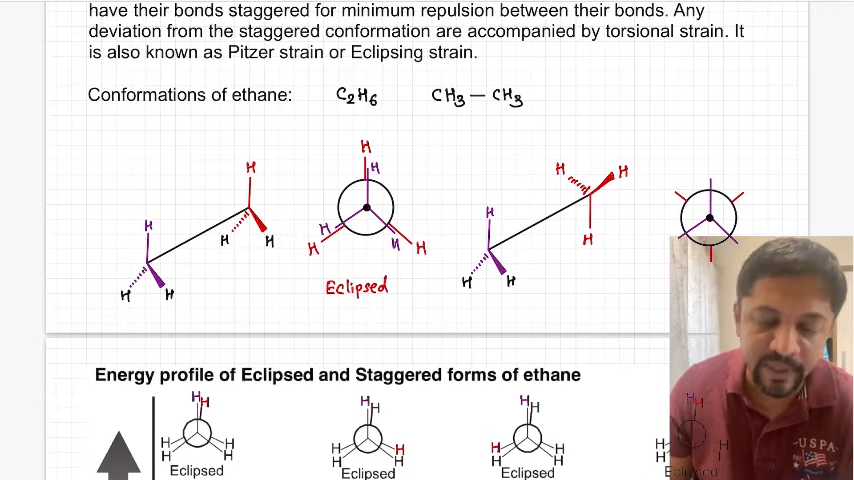 have their bonds staggered for minimum repulsion between their bonds. Any
deviation from the staggered conformation are accompanied by torsional strain. It
is also known as Pitzer strain or Eclipsing strain.
Conformations of ethane: C₂H₆ CH₃ — CH₃
H H H H H
H H H H
H H H H H
H H H H
Eclipsed
Energy profile of Eclipsed and Staggered forms of ethane
H H H H H H H H
H H H H H H H H
H H H H H H H H
Eclipsed Eclipsed Eclipsed Eclipsed
USPA